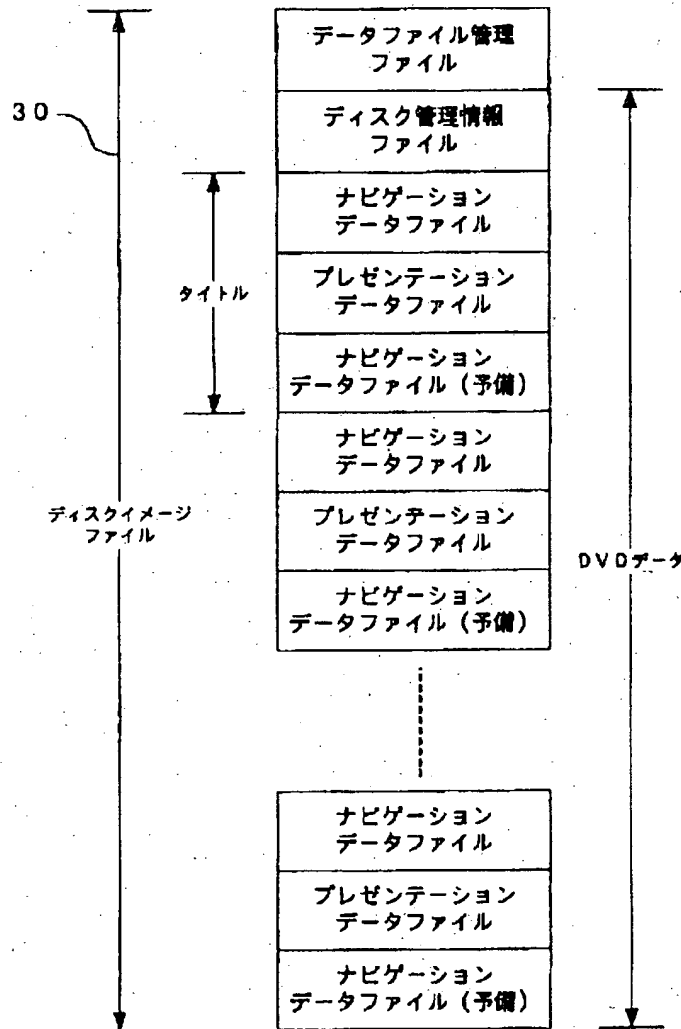 データファイル管理
ファイル
30
ディスク管理情報
ファイル
ナビゲーション
データファイル
タイトル
プレゼンテーション
データファイル
ナビゲーション
データファイル（予備）
ナビゲーション
データファイル
ディスクイメージ
ファイル
プレゼンテーション
データファイル
DVDデータ
ナビゲーション
データファイル（予備）
ナビゲーション
データファイル
プレゼンテーション
データファイル
ナビゲーション
データファイル（予備）